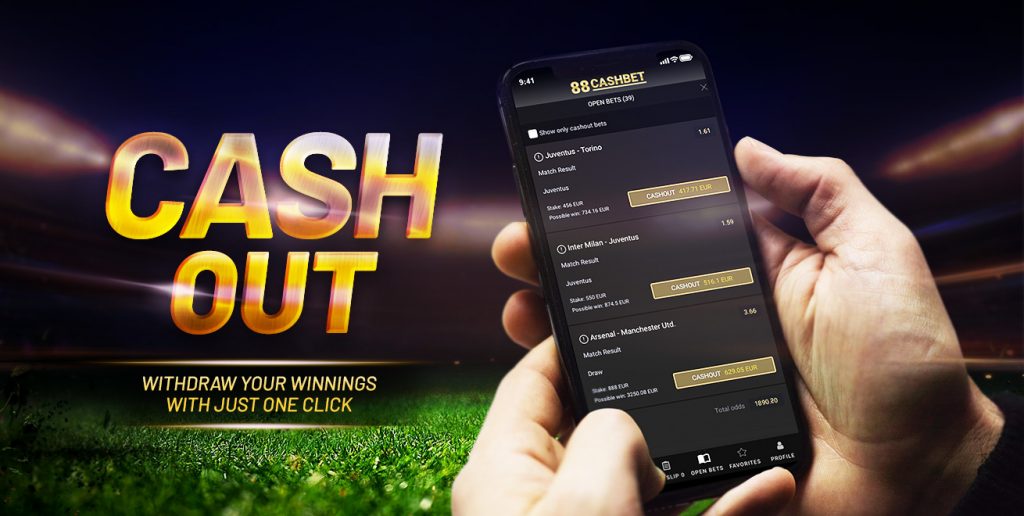 CASH
OUT
WITHDRAW YOUR WINNINGS
WITH JUST ONE CLICK
9:41
88CASHBET
OPEN BETS (39)
Show only cashout bets
Juventus - Torino 1.61
Match Result
Juventus
CASHOUT 417.71 EUR
Stake: 456 EUR
Possible win: 734.16 EUR
Inter Milan - Juventus 1.59
Match Result
Juventus
CASHOUT 516.1 EUR
Stake: 550 EUR
Possible win: 874.5 EUR
Arsenal - Manchester Utd. 3.66
Match Result
Draw
CASHOUT 629.05 EUR
Stake: 888 EUR
Possible win: 3250.08 EUR
Total odds 1890.80
SLIP 0 OPEN BETS FAVORITES PROFILE